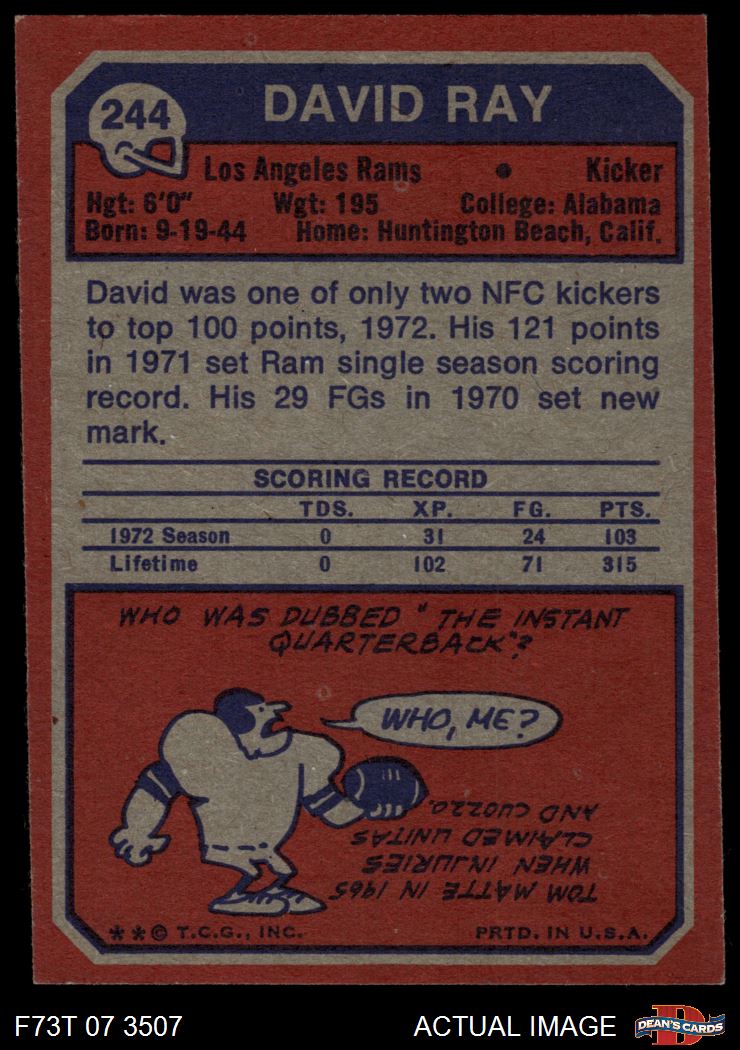 244
DAVID RAY
Los Angeles Rams • Kicker
Hgt: 6'0" Wgt: 195 College: Alabama
Born: 9-19-44 Home: Huntington Beach, Calif.
David was one of only two NFC kickers
to top 100 points, 1972. His 121 points
in 1971 set Ram single season scoring
record. His 29 FGs in 1970 set new
mark.
SCORING RECORD
TDS. XP. FG. PTS.
1972 Season 0 31 24 103
Lifetime 0 102 71 315
WHO WAS DUBBED "THE INSTANT
QUARTERBACK"?
WHO, ME?
TOM MATTE IN 1965
WHEN INJURIES
CLAIMED UNITAS
AND CUOZZO.
**© T.C.G., INC. PRTD. IN U.S.A.
F73T 07 3507 ACTUAL IMAGE D DEAN'S CARDS